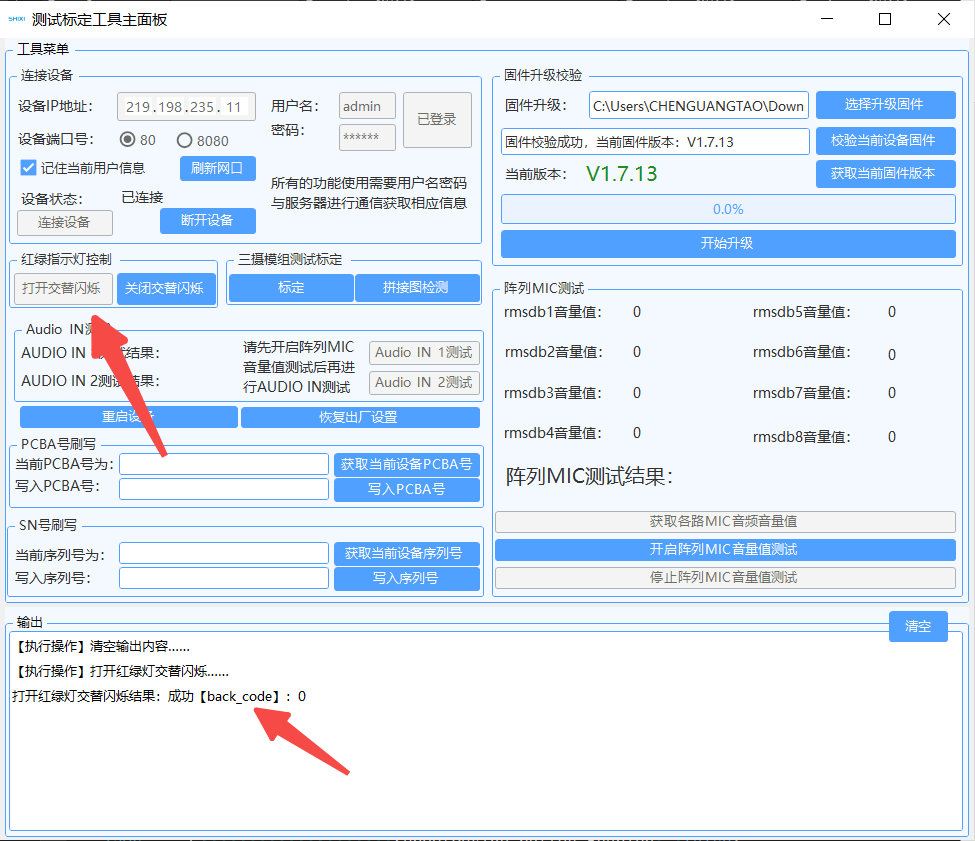 SHIXI 测试标定工具主面板
工具菜单
连接设备
设备IP地址： 219.198.235.11 用户名： admin 已登录
密码： ******
设备端口号： 80 8080
记住当前用户信息 刷新网口
设备状态： 已连接
连接设备 断开设备
所有的功能使用需要用户名密码
与服务器进行通信获取相应信息
固件升级校验
固件升级： C:\Users\CHENGUANGTAO\Down 选择升级固件
固件校验成功，当前固件版本：V1.7.13 校验当前设备固件
当前版本： V1.7.13 获取当前固件版本
0.0%
开始升级
红绿指示灯控制
打开交替闪烁 关闭交替闪烁
三摄模组测试标定
标定 拼接图检测
Audio IN测
AUDIO IN 结果：
AUDIO IN 2测 结果：
请先开启阵列MIC
音量值测试后再进
行AUDIO IN测试
Audio IN 1测试
Audio IN 2测试
重启设备 恢复出厂设置
PCBA号刷写
当前PCBA号为： 获取当前设备PCBA号
写入PCBA号： 写入PCBA号
SN号刷写
当前序列号为： 获取当前设备序列号
写入序列号： 写入序列号
阵列MIC测试
rmsdb1音量值： 0 rmsdb5音量值： 0
rmsdb2音量值： 0 rmsdb6音量值： 0
rmsdb3音量值： 0 rmsdb7音量值： 0
rmsdb4音量值： 0 rmsdb8音量值： 0
阵列MIC测试结果：
获取各路MIC音频音量值
开启阵列MIC音量值测试
停止阵列MIC音量值测试
输出 清空
【执行操作】清空输出内容......
【执行操作】打开红绿灯交替闪烁......
打开红绿灯交替闪烁结果：成功【back_code】：0